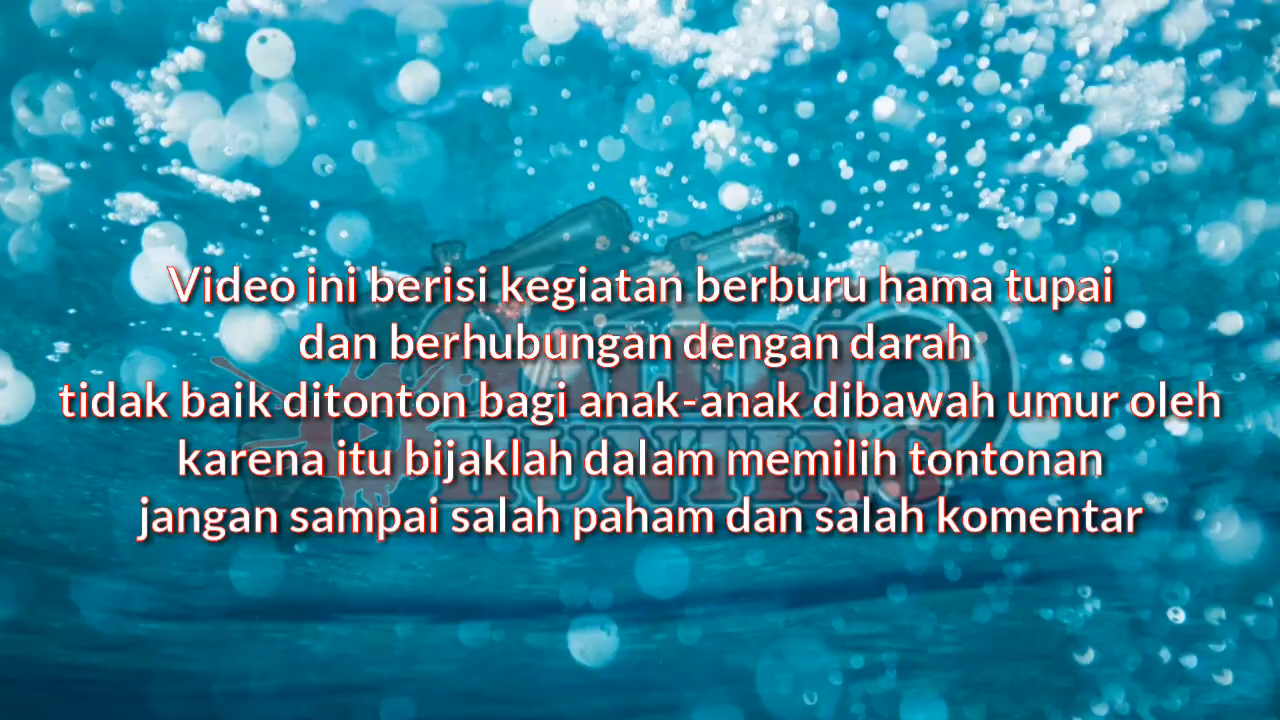 Video ini berisi kegiatan berburu hama tupai
dan berhubungan dengan darah
tidak baik ditonton bagi anak-anak dibawah umur oleh
karena itu bijaklah dalam memilih tontonan
jangan sampai salah paham dan salah komentar
HUNTING